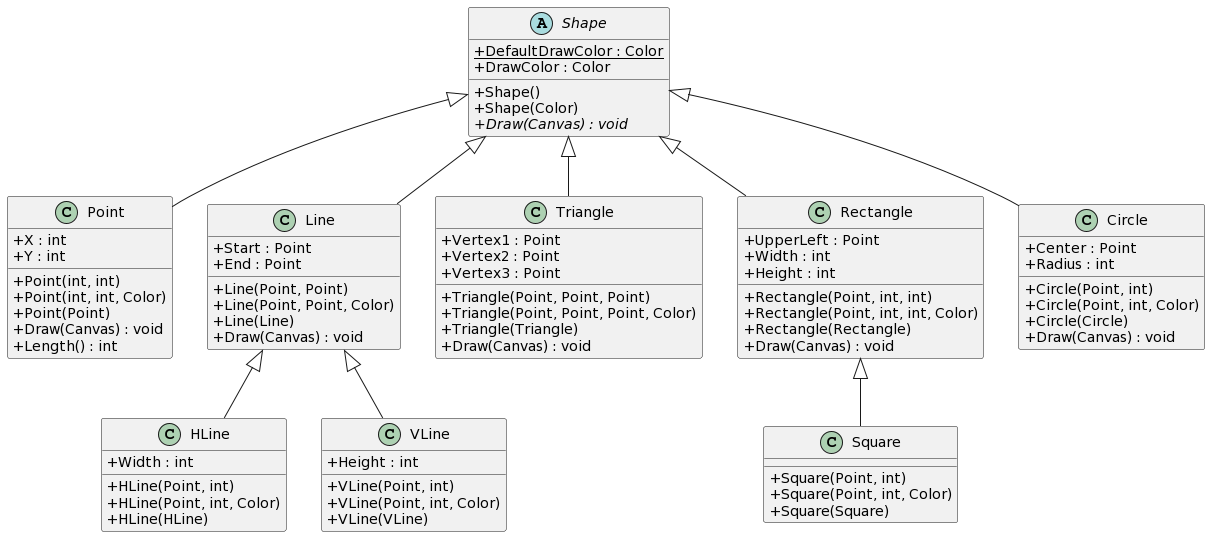 A Shape
+DefaultDrawColor : Color
+DrawColor : Color
+Shape()
+Shape(Color)
+Draw(Canvas) : void
C Point
+X : int
+Y : int
+Point(int, int)
+Point(int, int, Color)
+Point(Point)
+Draw(Canvas) : void
+Length() : int
C Line
+Start : Point
+End : Point
+Line(Point, Point)
+Line(Point, Point, Color)
+Line(Line)
+Draw(Canvas) : void
C Triangle
+Vertex1 : Point
+Vertex2 : Point
+Vertex3 : Point
+Triangle(Point, Point, Point)
+Triangle(Point, Point, Point, Color)
+Triangle(Triangle)
+Draw(Canvas) : void
C Rectangle
+UpperLeft : Point
+Width : int
+Height : int
+Rectangle(Point, int, int)
+Rectangle(Point, int, int, Color)
+Rectangle(Rectangle)
+Draw(Canvas) : void
C Circle
+Center : Point
+Radius : int
+Circle(Point, int)
+Circle(Point, int, Color)
+Circle(Circle)
+Draw(Canvas) : void
C HLine
+Width : int
+HLine(Point, int)
+HLine(Point, int, Color)
+HLine(HLine)
C VLine
+Height : int
+VLine(Point, int)
+VLine(Point, int, Color)
+VLine(VLine)
C Square
+Square(Point, int)
+Square(Point, int, Color)
+Square(Square)